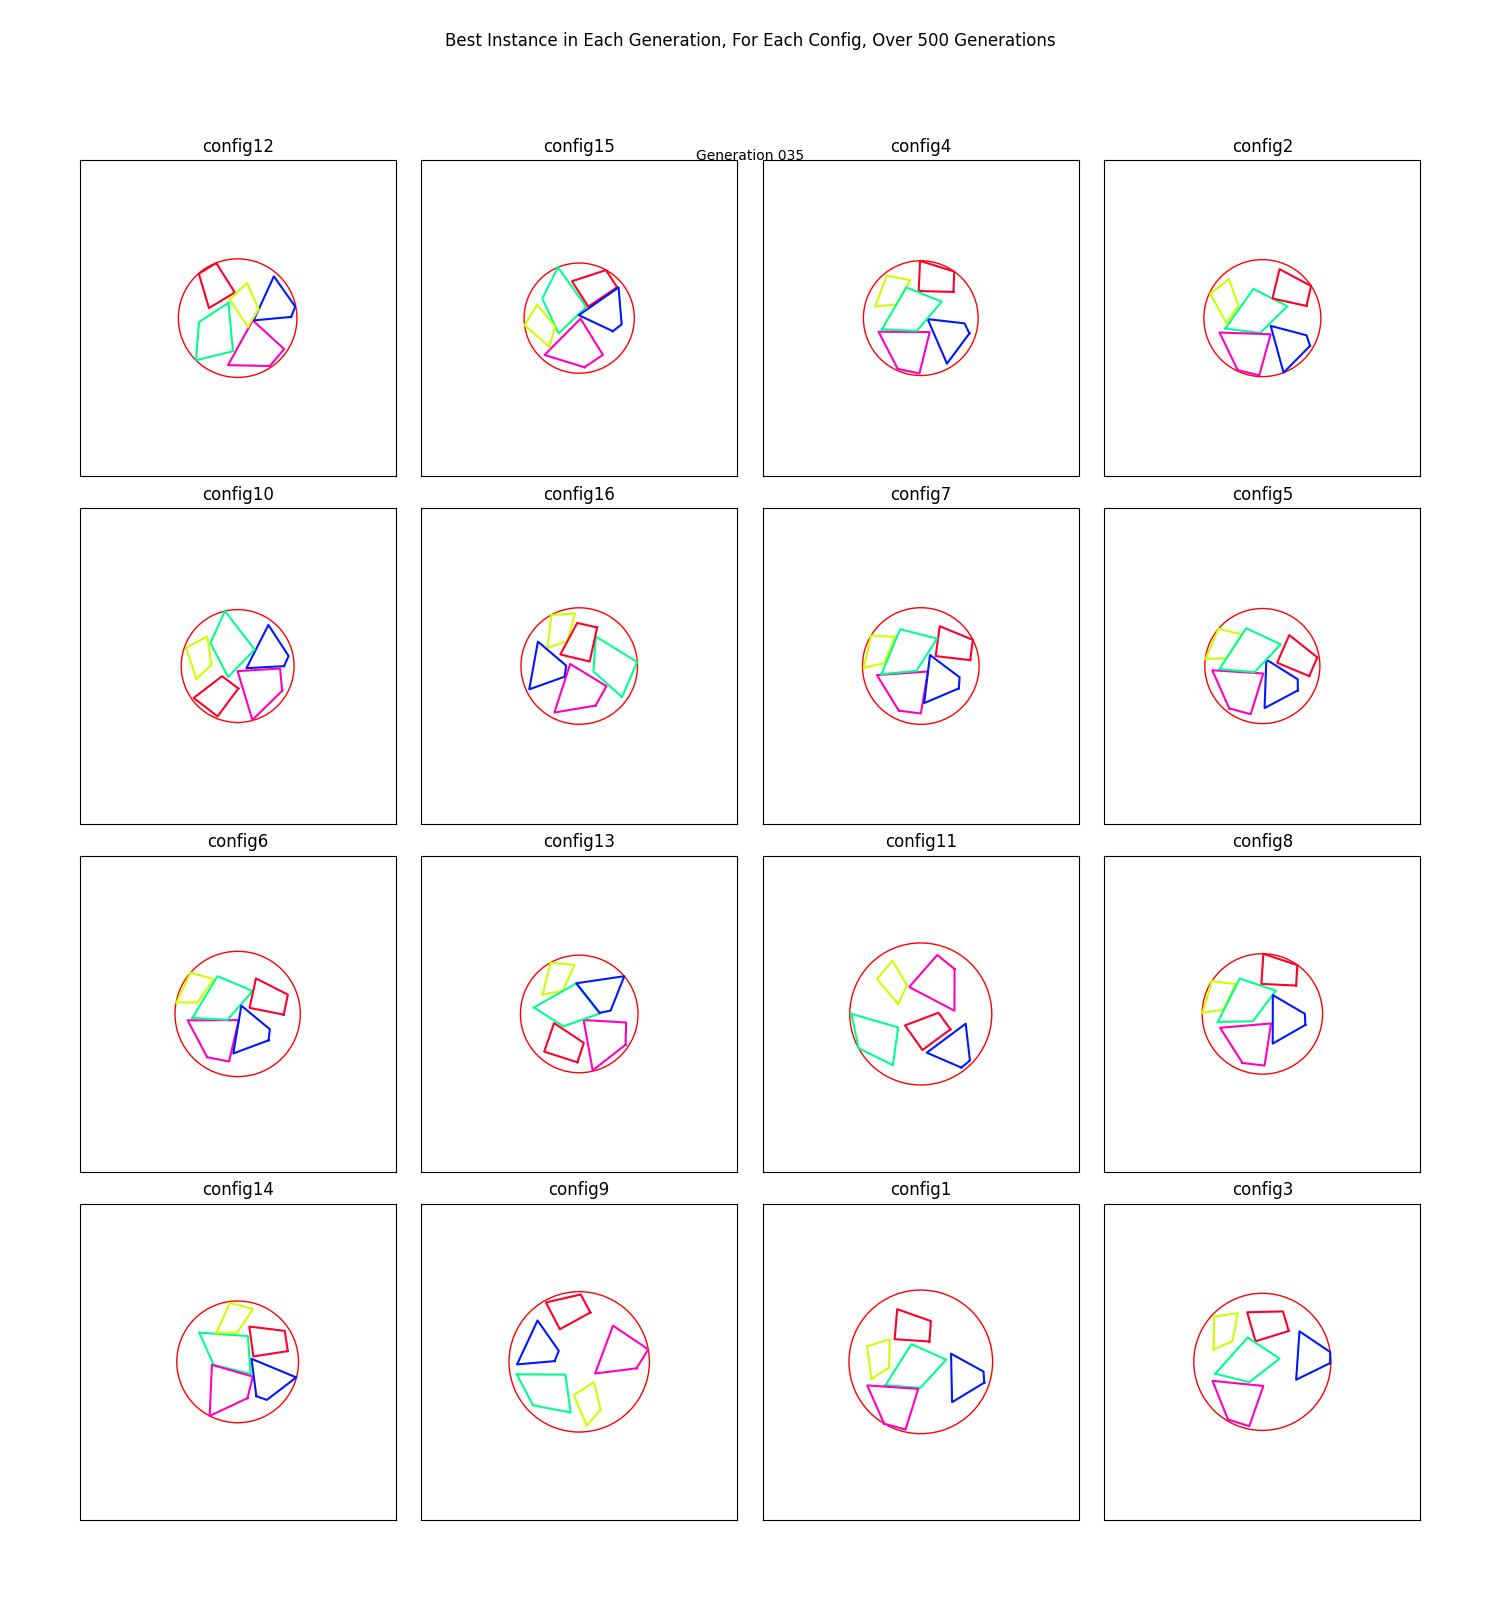 Best Instance in Each Generation, For Each Config, Over 500 Generations
config12
config15
Generation 035
config4
config2
config10
config16
config7
config5
config6
config13
config11
config8
config14
config9
config1
config3